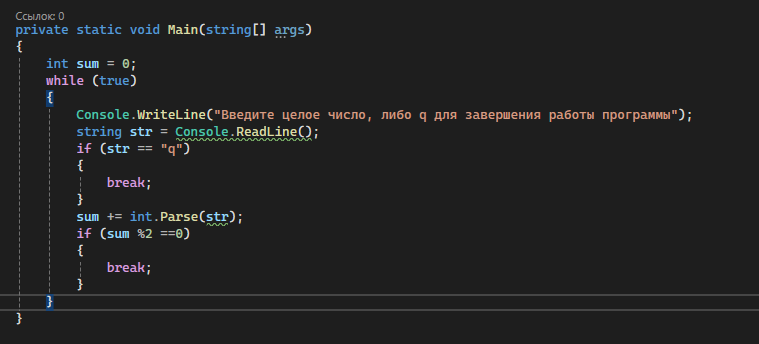 Ссылок: 0
private static void Main(string[] args)
{
int sum = 0;
while (true)
{
Console.WriteLine("Введите целое число, либо q для завершения работы программы");
string str = Console.ReadLine();
if (str == "q")
{
break;
}
sum += int.Parse(str);
if (sum %2 ==0)
{
break;
}
}
}